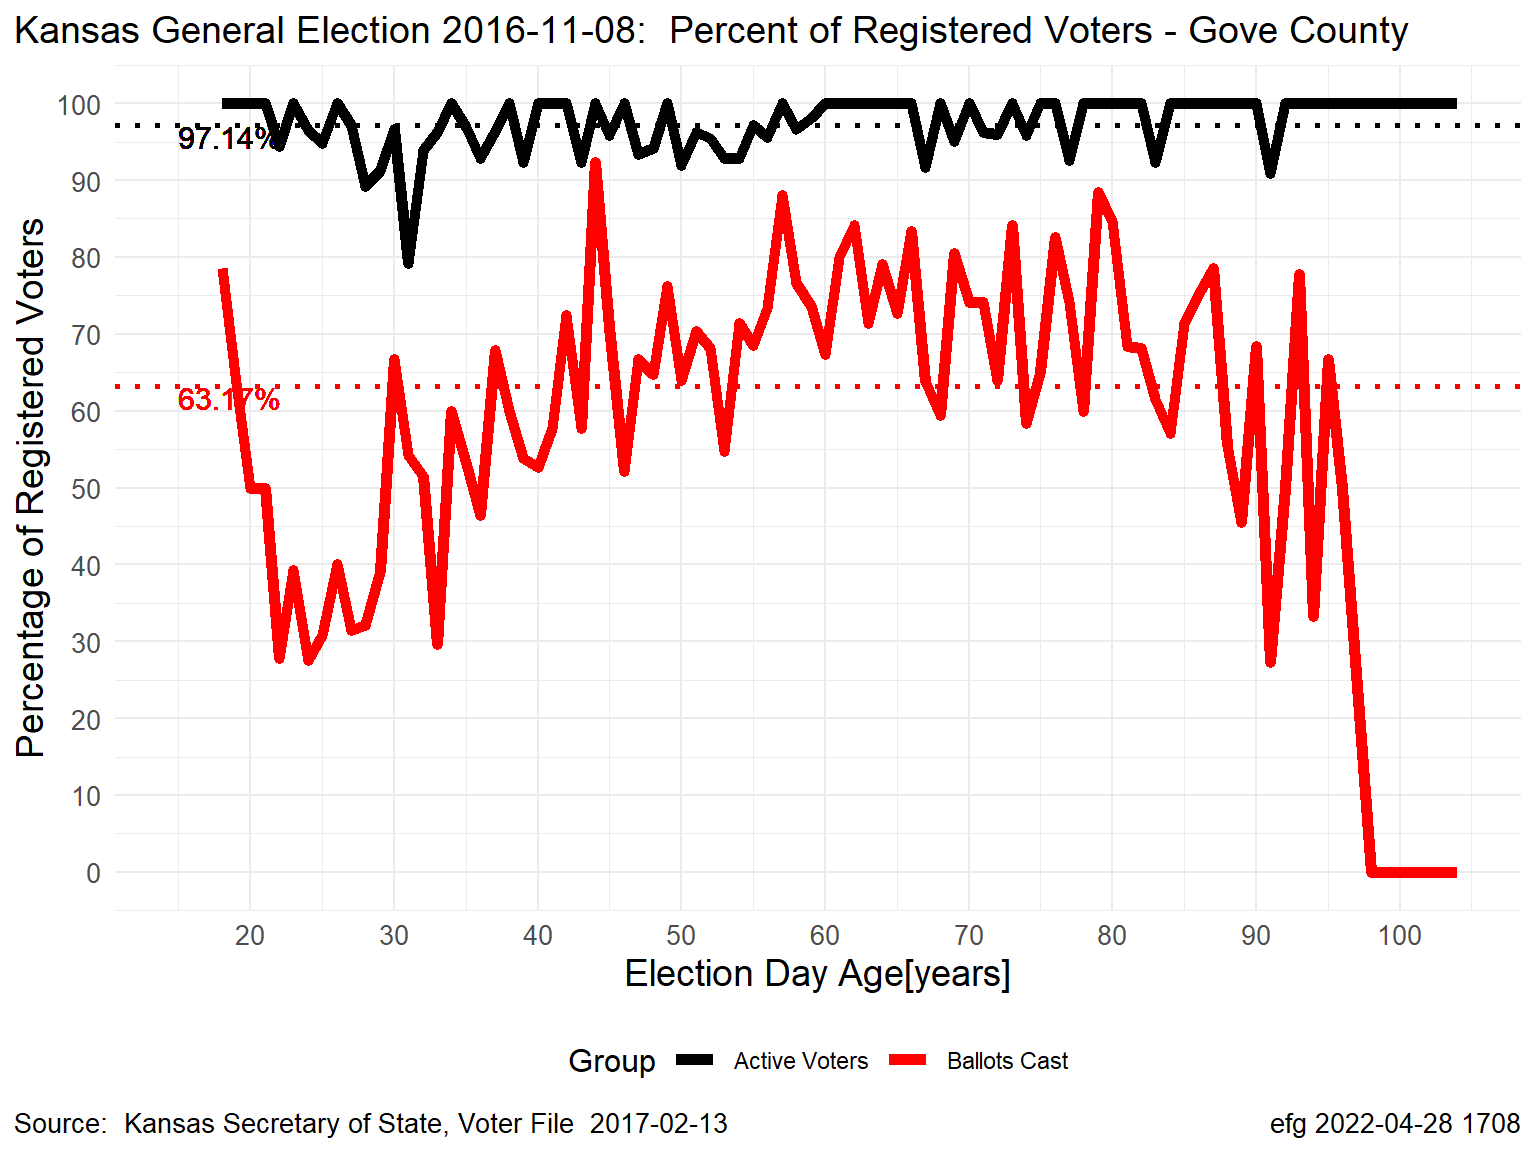 Kansas General Election 2016-11-08:  Percent of Registered Voters - Gove County
Percentage of Registered Voters
100
90
80
70
60
50
40
30
20
10
0
97.14%
63.17%
20 30 40 50 60 70 80 90 100
Election Day Age[years]
Group Active Voters Ballots Cast
Source:  Kansas Secretary of State, Voter File  2017-02-13
efg 2022-04-28 1708